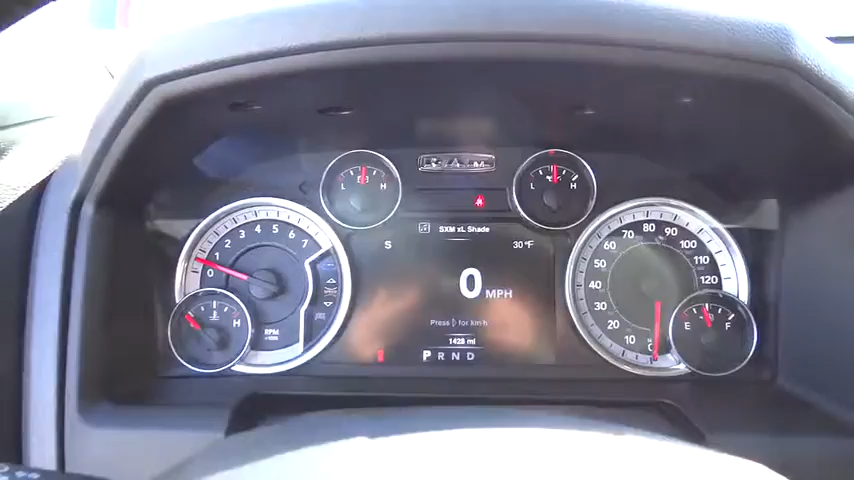 RAM
L H
L H
SXM xL Shade
S
30°F
0 1 2 3 4 5 6 7
RPM
×1000
C H
0 MPH
Press ▷ for km/h
1428 mi
P R N D
10 20 30 40 50 60 70 80 90 100 110 120
E F